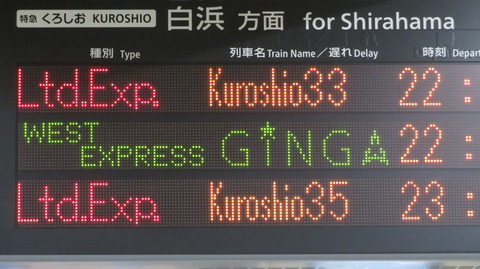 特急 くろしお KUROSHIO 白浜 方面 for Shirahama
種別 Type 列車名 Train Name／遅れ Delay 時刻 Depart
Ltd.Exp. Kuroshio33 22:
WEST EXPRESS GINGA 22:
Ltd.Exp. Kuroshio35 23: